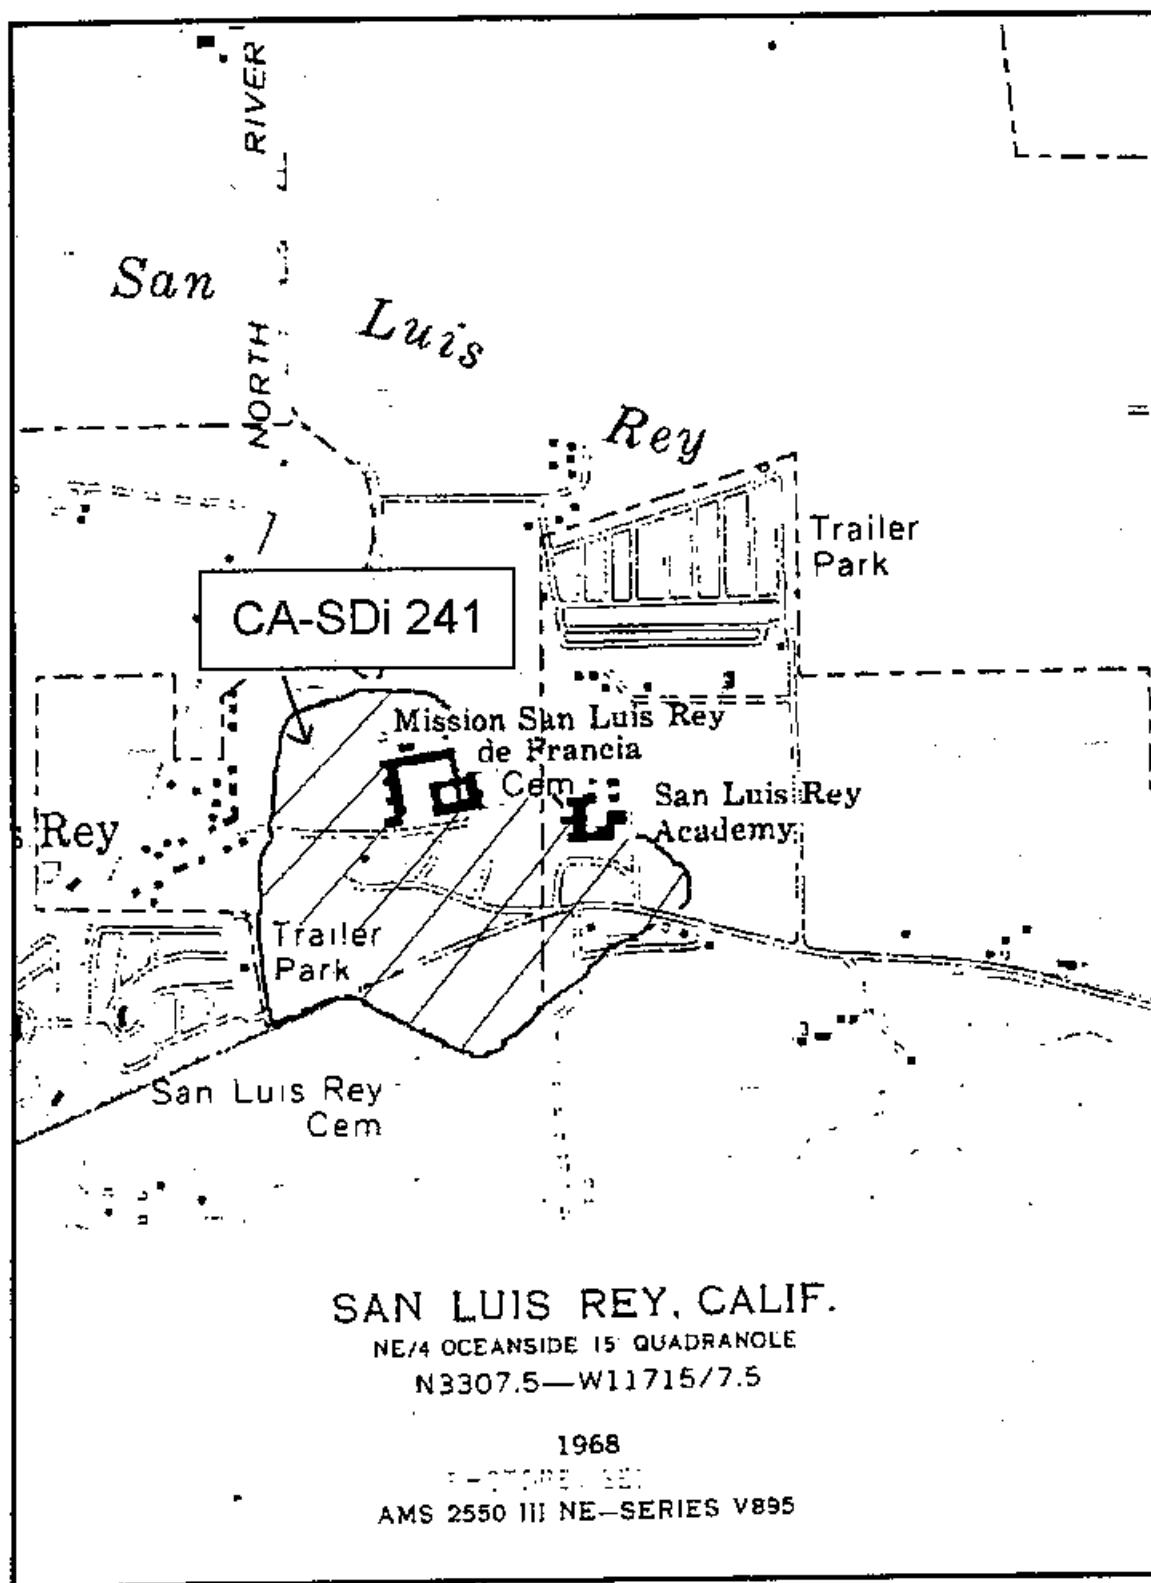 NORTH RIVER
San Luis Rey
Trailer
Park
CA-SDi 241
Mission San Luis Rey
de Francia
Cem
San Luis Rey
Academy
s Rey
Trailer
Park
San Luis Rey
Cem
SAN LUIS REY, CALIF.
NE/4 OCEANSIDE 15' QUADRANGLE
N3307.5—W11715/7.5
1968
AMS 2550 III NE—SERIES V895